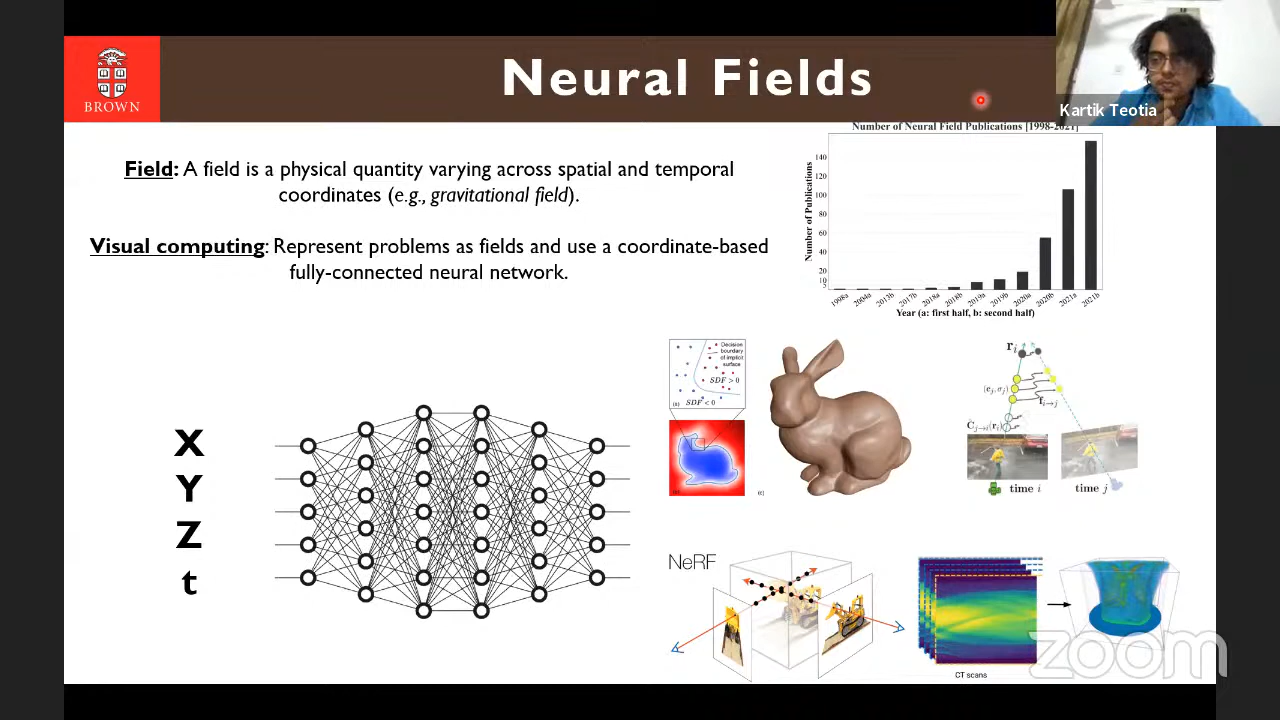 BROWN
Neural Fields
Kartik Teotia
Field: A field is a physical quantity varying across spatial and temporal
coordinates (e.g., gravitational field).
Visual computing: Represent problems as fields and use a coordinate-based
fully-connected neural network.
Number of Neural Field Publications [1998-2021]
Number of Publications
140
120
100
80
60
40
20
10
5
1998a
2004a
2015b
2017b
2018a
2018b
2019a
2019b
2020a
2020b
2021a
2021b
Year (a: first half, b: second half)
X
Y
Z
t
Decision
boundary
of implicit
surface
SDF > 0
SDF < 0
(a)
(b)
(c)
r i
(c j, σ j)
f i→j
Ĉ j→i (r i)
time i
time j
NeRF
CT scans
zoom